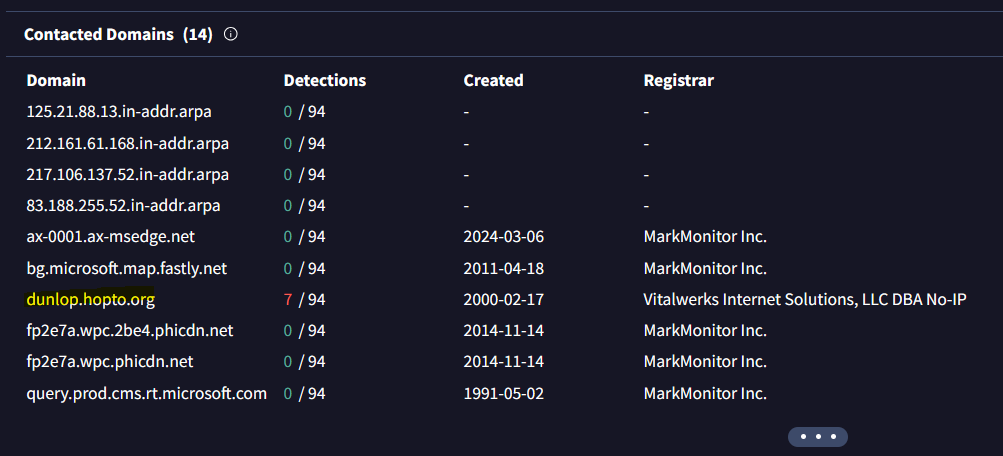 Contacted Domains (14)
Domain Detections Created Registrar
125.21.88.13.in-addr.arpa 0 / 94 - -
212.161.61.168.in-addr.arpa 0 / 94 - -
217.106.137.52.in-addr.arpa 0 / 94 - -
83.188.255.52.in-addr.arpa 0 / 94 - -
ax-0001.ax-msedge.net 0 / 94 2024-03-06 MarkMonitor Inc.
bg.microsoft.map.fastly.net 0 / 94 2011-04-18 MarkMonitor Inc.
dunlop.hopto.org 7 / 94 2000-02-17 Vitalwerks Internet Solutions, LLC DBA No-IP
fp2e7a.wpc.2be4.phicdn.net 0 / 94 2014-11-14 MarkMonitor Inc.
fp2e7a.wpc.phicdn.net 0 / 94 2014-11-14 MarkMonitor Inc.
query.prod.cms.rt.microsoft.com 0 / 94 1991-05-02 MarkMonitor Inc.